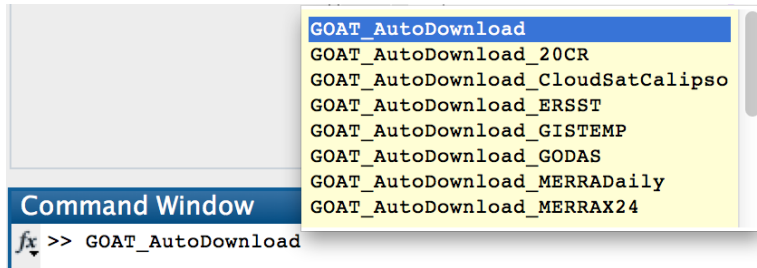 GOAT_AutoDownload
GOAT_AutoDownload_20CR
GOAT_AutoDownload_CloudSatCalipso
GOAT_AutoDownload_ERSST
GOAT_AutoDownload_GISTEMP
GOAT_AutoDownload_GODAS
GOAT_AutoDownload_MERRADaily
GOAT_AutoDownload_MERRAX24
Command Window
fx >> GOAT_AutoDownload